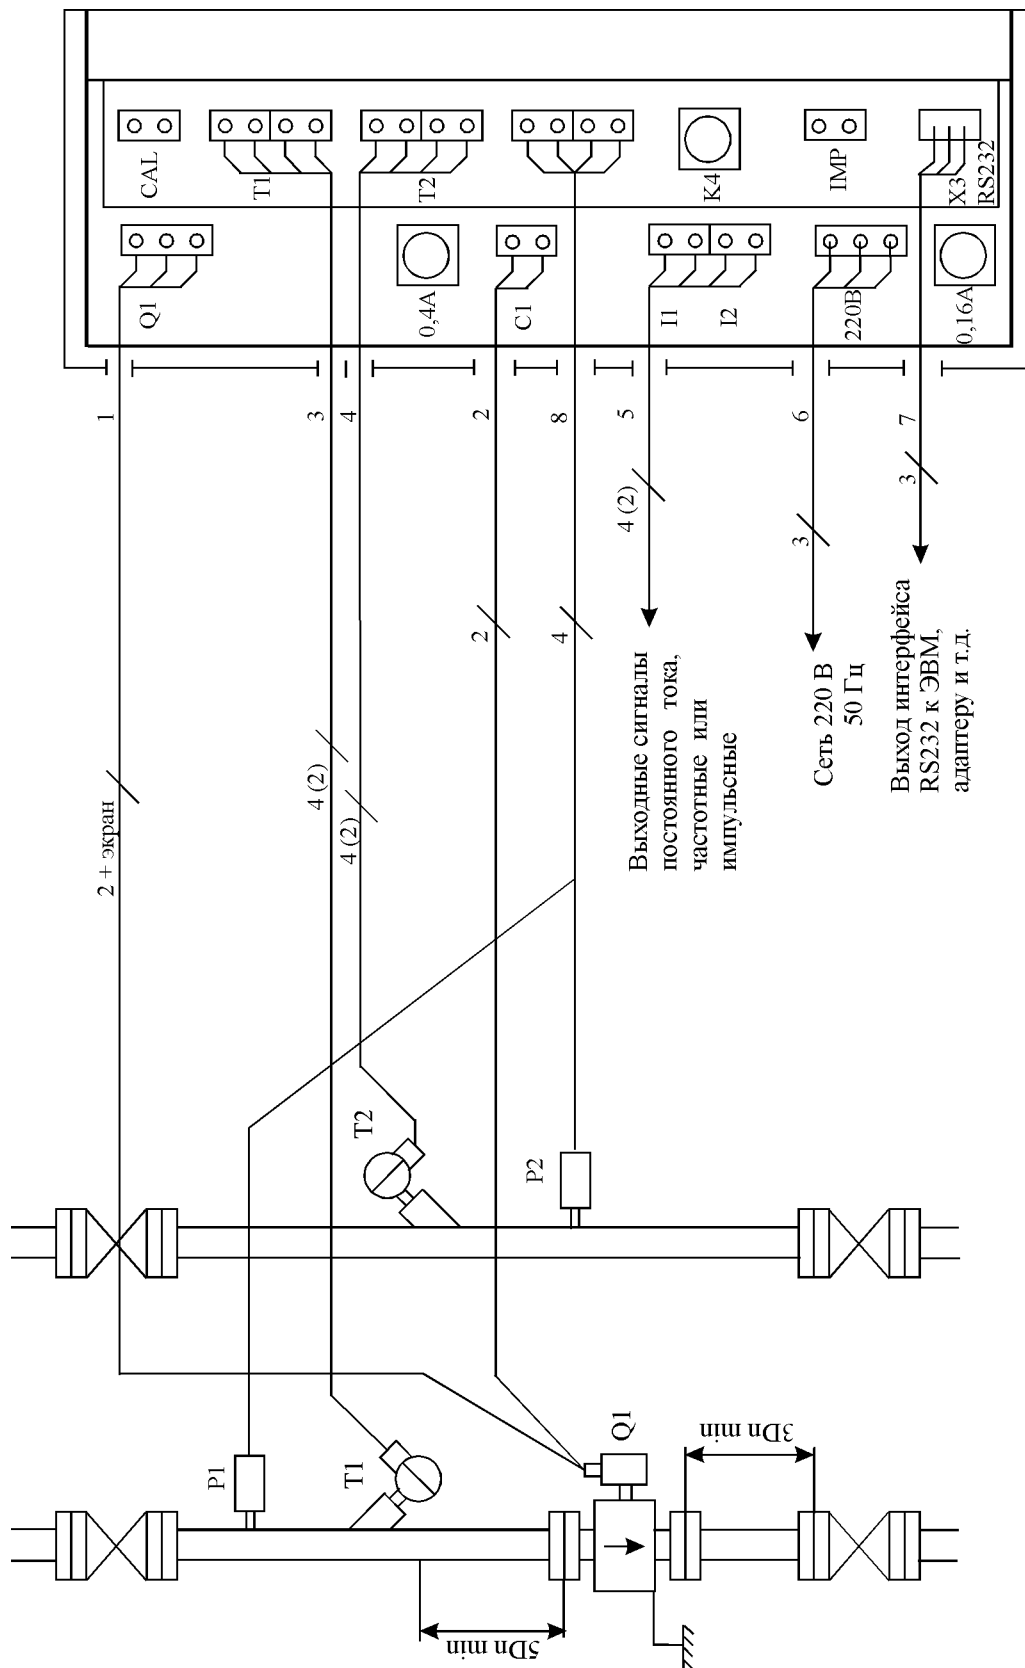 CAL
T1
T2
K4
IMP
X3
RS232
Q1
0,4A
C1
I1
I2
220В
0,16A
1
3
4
2
8
5
6
7
2 + экран
4 (2)
4 (2)
2
4
4 (2)
3
3
Выходные сигналы
постоянного тока,
частотные или
импульсные
Сеть 220 В
50 Гц
Выход интерфейса
RS232 к ЭВМ,
адаптеру и т.д.
T2
P2
P1
T1
Q1
5Dn min
3Dn min